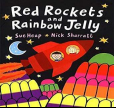 Red Rockets
and
Rainbow Jelly
Sue Heap • Nick Sharratt